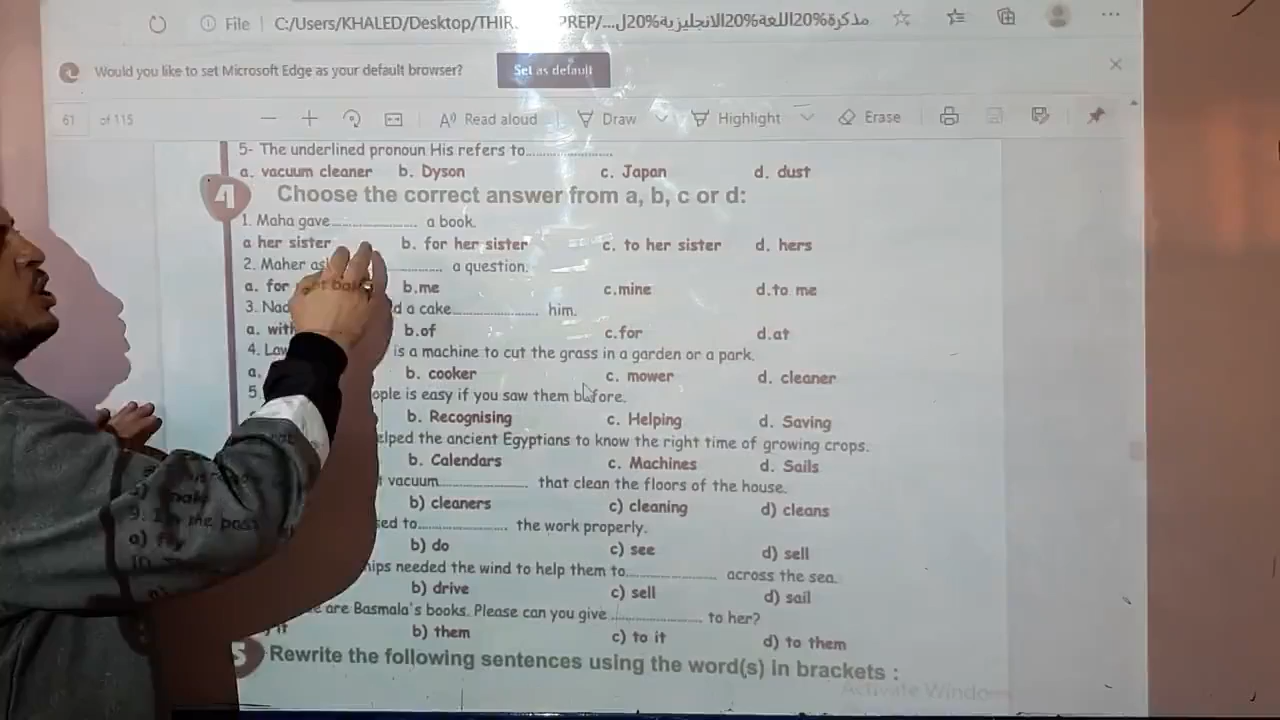 File C:/Users/KHALED/Desktop/THIR PREP/...مذكرة%20اللغة%20الانجليزية%20ل
Would you like to set Microsoft Edge as your default browser? Set as default
61 of 115 Read aloud Draw Highlight Erase
5- The underlined pronoun His refers to....................
a. vacuum cleaner b. Dyson c. Japan d. dust
4 Choose the correct answer from a, b, c or d:
1. Maha gave.................... a book.
a her sister b. for her sister c. to her sister d. hers
2. Maher as a question.
a. for b.me c.mine d.to me
3. Nad d a cake.................... him.
a. with b.of c.for d.at
4. Law is a machine to cut the grass in a garden or a park.
a. b. cooker c. mower d. cleaner
5 ople is easy if you saw them before.
b. Recognising c. Helping d. Saving
elped the ancient Egyptians to know the right time of growing crops.
b. Calendars c. Machines d. Sails
vacuum.................... that clean the floors of the house.
b) cleaners c) cleaning d) cleans
sed to.................... the work properly.
b) do c) see d) sell
hips needed the wind to help them to.................... across the sea.
b) drive c) sell d) sail
e are Basmala's books. Please can you give .................... to her?
it b) them c) to it d) to them
5 Rewrite the following sentences using the word(s) in brackets :
Activate Windo